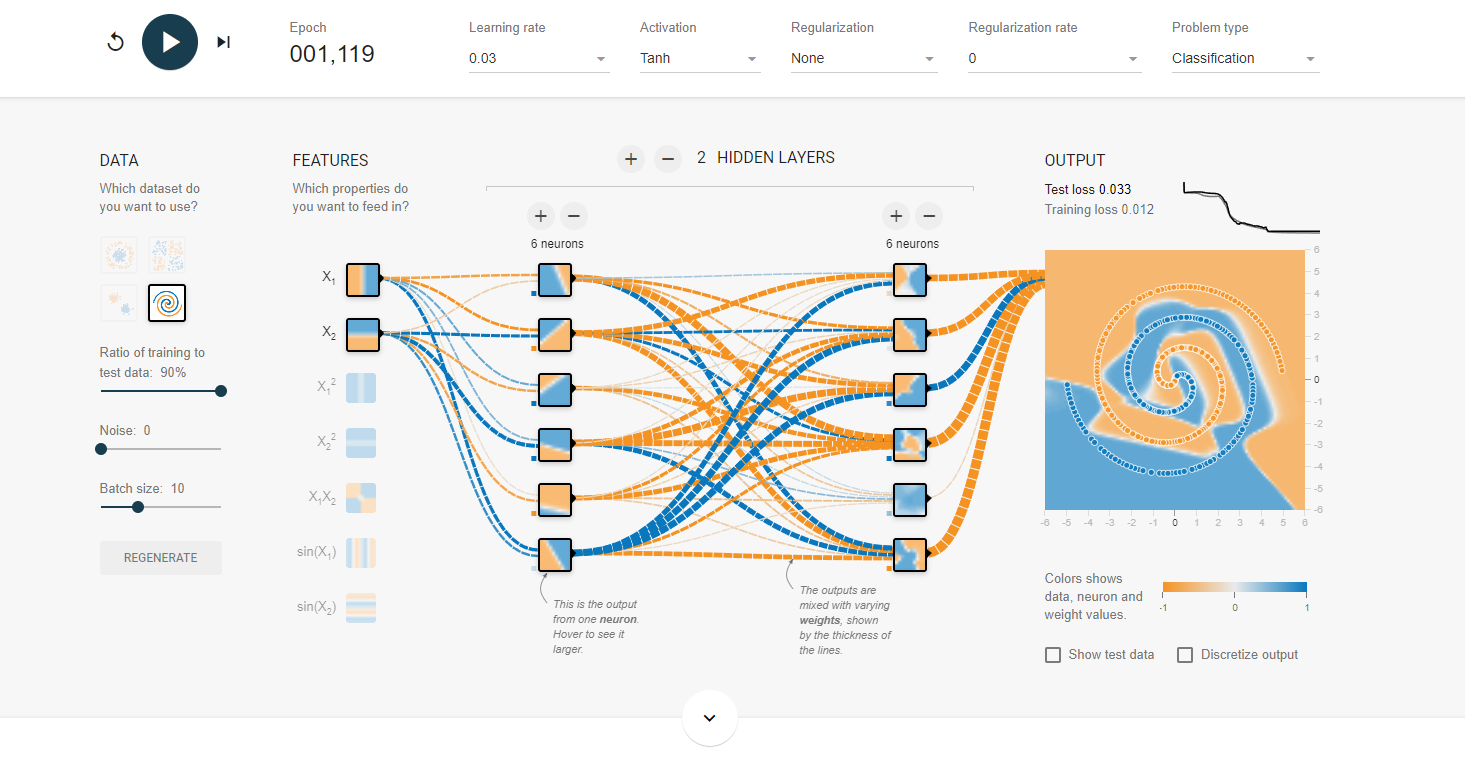 Epoch
001,119
Learning rate
0.03
Activation
Tanh
Regularization
None
Regularization rate
0
Problem type
Classification
DATA
Which dataset do
you want to use?
Ratio of training to
test data: 90%
Noise: 0
Batch size: 10
REGENERATE
FEATURES
Which properties do
you want to feed in?
X₁
X₂
X₁²
X₂²
X₁X₂
sin(X₁)
sin(X₂)
+ − 2 HIDDEN LAYERS
+ −
6 neurons
+ −
6 neurons
This is the output
from one neuron.
Hover to see it
larger.
The outputs are
mixed with varying
weights, shown
by the thickness of
the lines.
OUTPUT
Test loss 0.033
Training loss 0.012
6
5
4
3
2
1
0
-1
-2
-3
-4
-5
-6
-6 -5 -4 -3 -2 -1 0 1 2 3 4 5 6
Colors shows
data, neuron and
weight values.
-1 0 1
Show test data
Discretize output